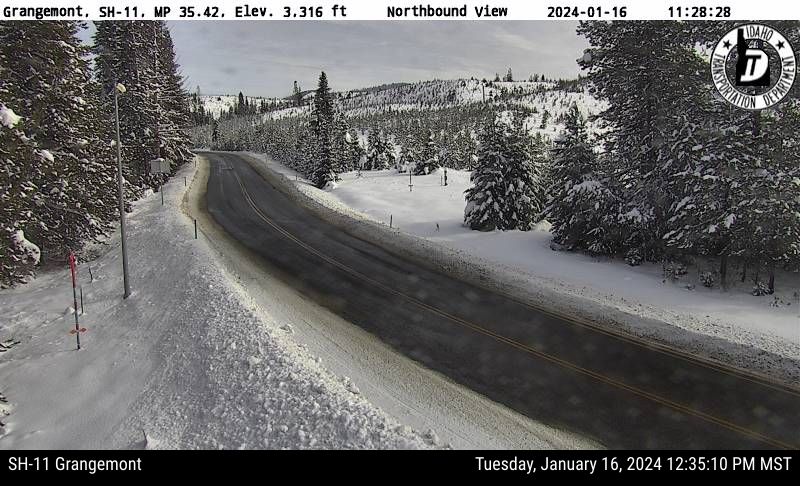 Grangemont, SH-11, MP 35.42, Elev. 3,316 ft Northbound View 2024-01-16 11:28:28
IDAHO
TRANSPORTATION DEPARTMENT
SH-11 Grangemont Tuesday, January 16, 2024 12:35:10 PM MST